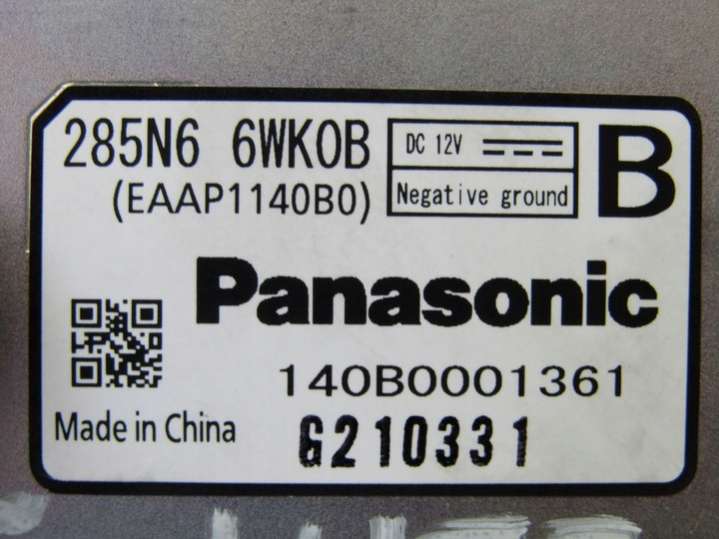 285N6 6WK0B
(EAAP1140B0)
DC 12V
Negative ground
B
Panasonic
140B0001361
Made in China
G210331